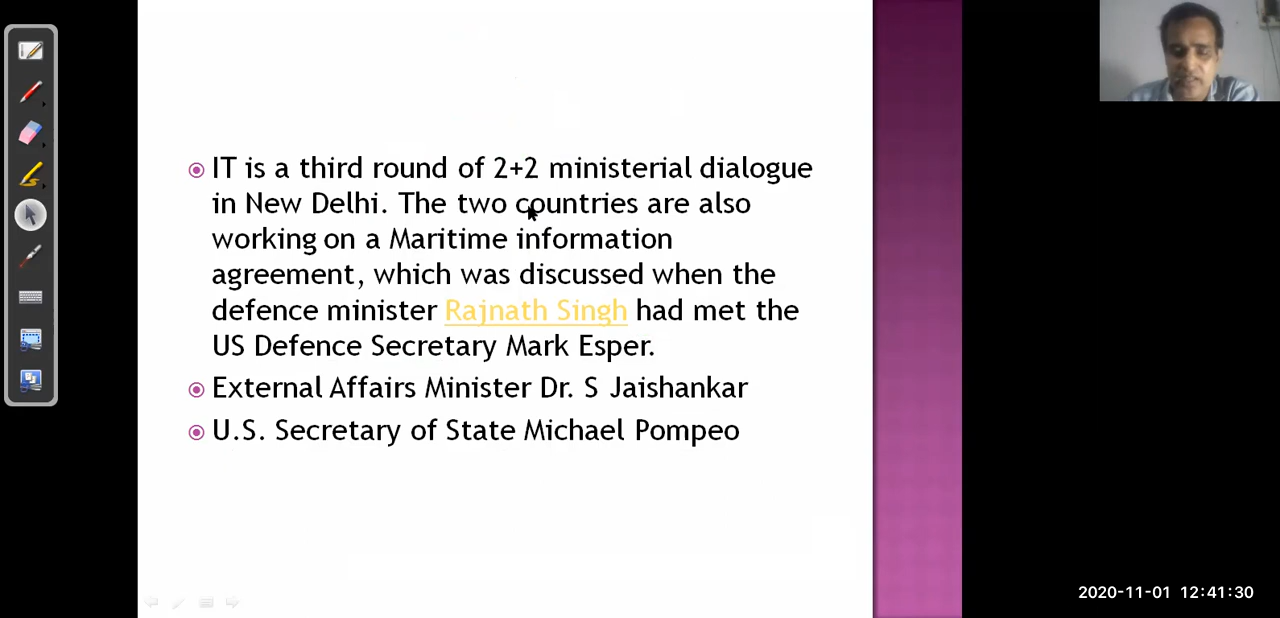 IT is a third round of 2+2 ministerial dialogue
in New Delhi. The two countries are also
working on a Maritime information
agreement, which was discussed when the
defence minister Rajnath Singh had met the
US Defence Secretary Mark Esper.
External Affairs Minister Dr. S Jaishankar
U.S. Secretary of State Michael Pompeo
2020-11-01 12:41:30